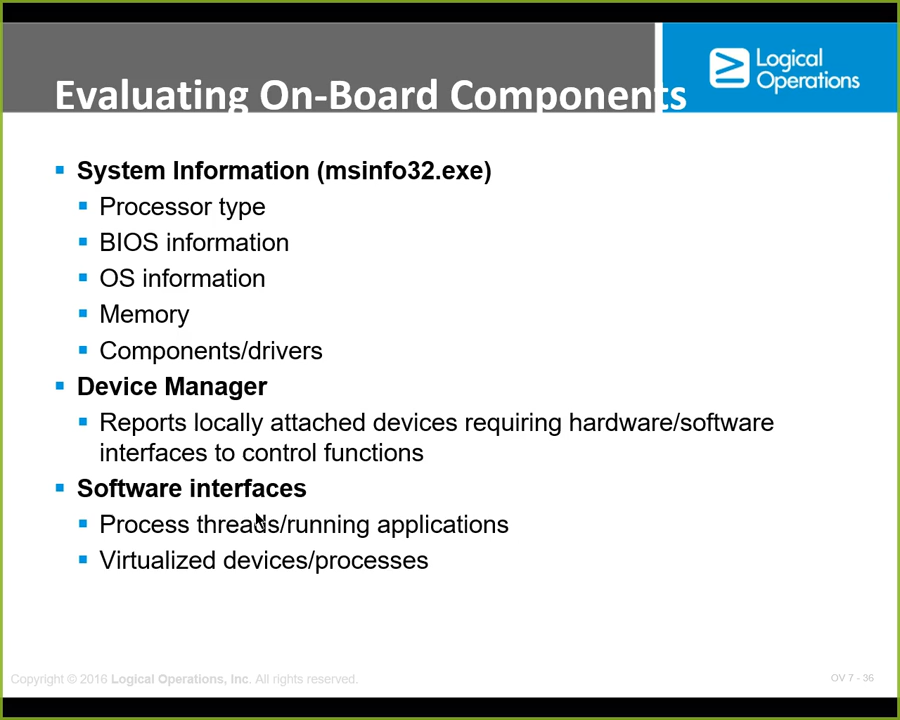 Evaluating On-Board Components
Logical
Operations
System Information (msinfo32.exe)
Processor type
BIOS information
OS information
Memory
Components/drivers
Device Manager
Reports locally attached devices requiring hardware/software
interfaces to control functions
Software interfaces
Process threads/running applications
Virtualized devices/processes
Copyright © 2016 Logical Operations, Inc. All rights reserved.
OV 7 - 36